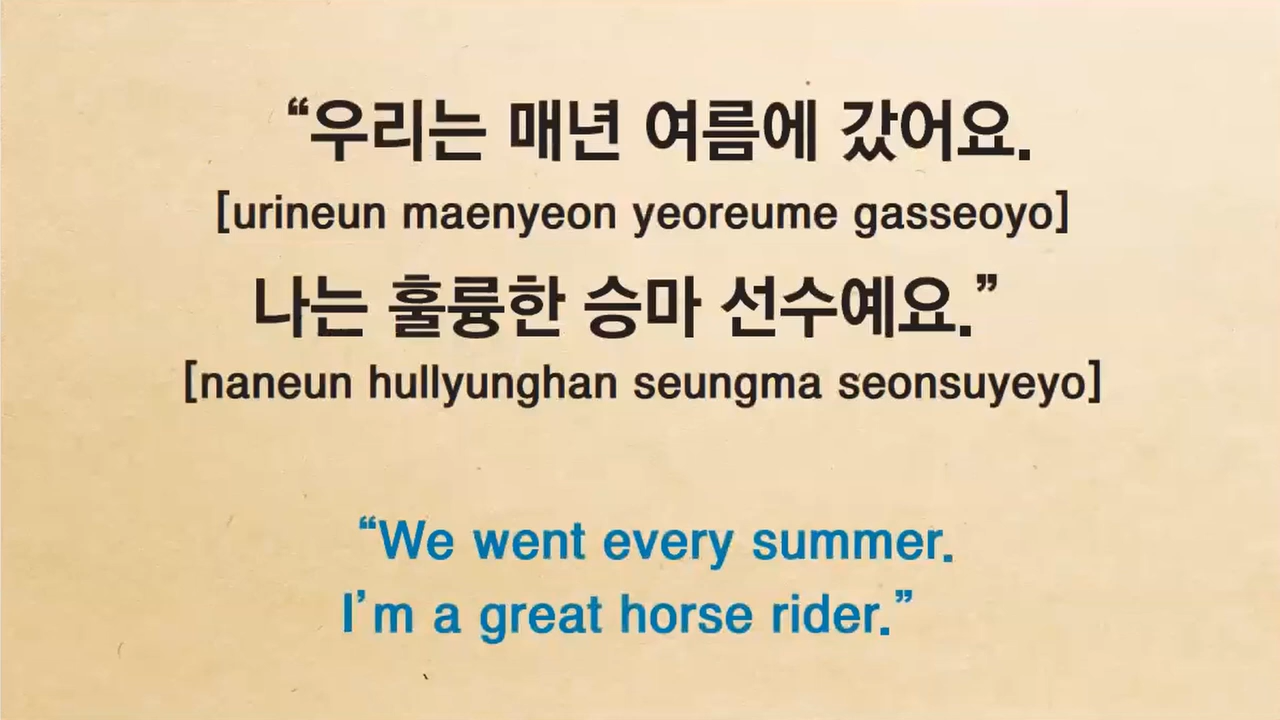 “우리는 매년 여름에 갔어요.
[urineun maenyeon yeoreume gasseoyo]
나는 훌륭한 승마 선수예요.”
[naneun hullyunghan seungma seonsuyeyo]
“We went every summer.
I’m a great horse rider.”